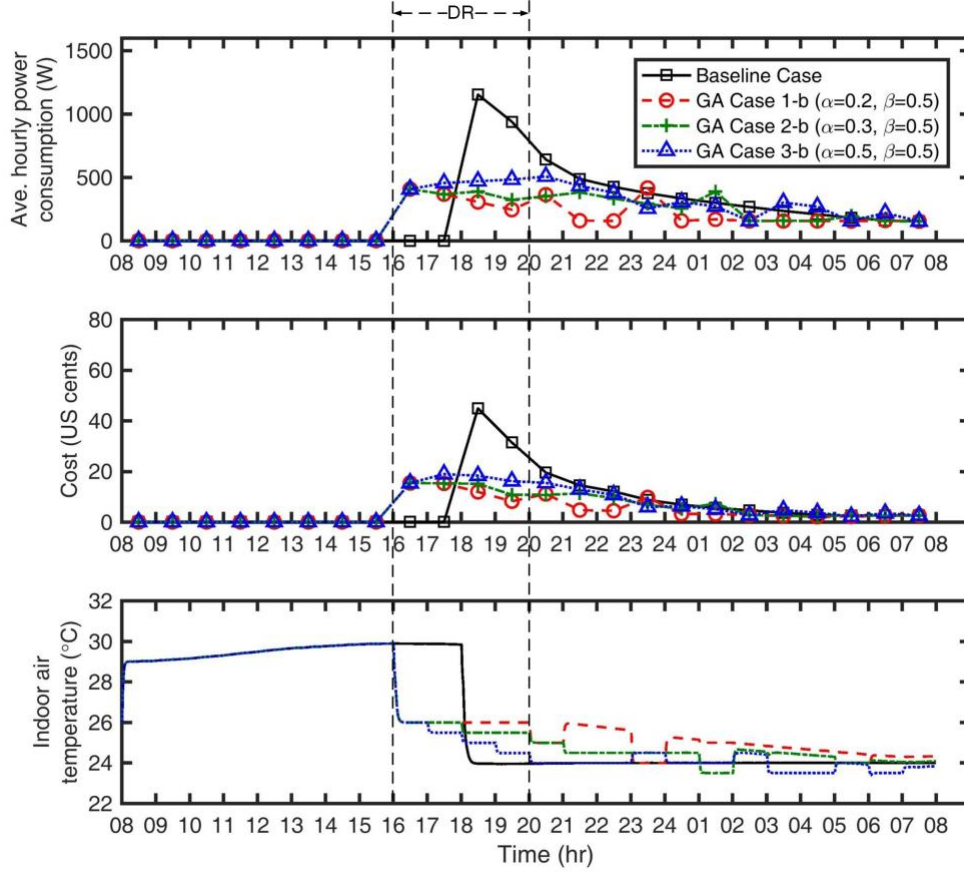 DR
1500
1000
500
0
Ave. hourly power
consumption (W)
Baseline Case
GA Case 1-b (α=0.2, β=0.5)
GA Case 2-b (α=0.3, β=0.5)
GA Case 3-b (α=0.5, β=0.5)
08 09 10 11 12 13 14 15 16 17 18 19 20 21 22 23 24 01 02 03 04 05 06 07 08
80
60
40
20
0
Cost (US cents)
08 09 10 11 12 13 14 15 16 17 18 19 20 21 22 23 24 01 02 03 04 05 06 07 08
32
30
28
26
24
22
Indoor air
temperature (°C)
08 09 10 11 12 13 14 15 16 17 18 19 20 21 22 23 24 01 02 03 04 05 06 07 08
Time (hr)